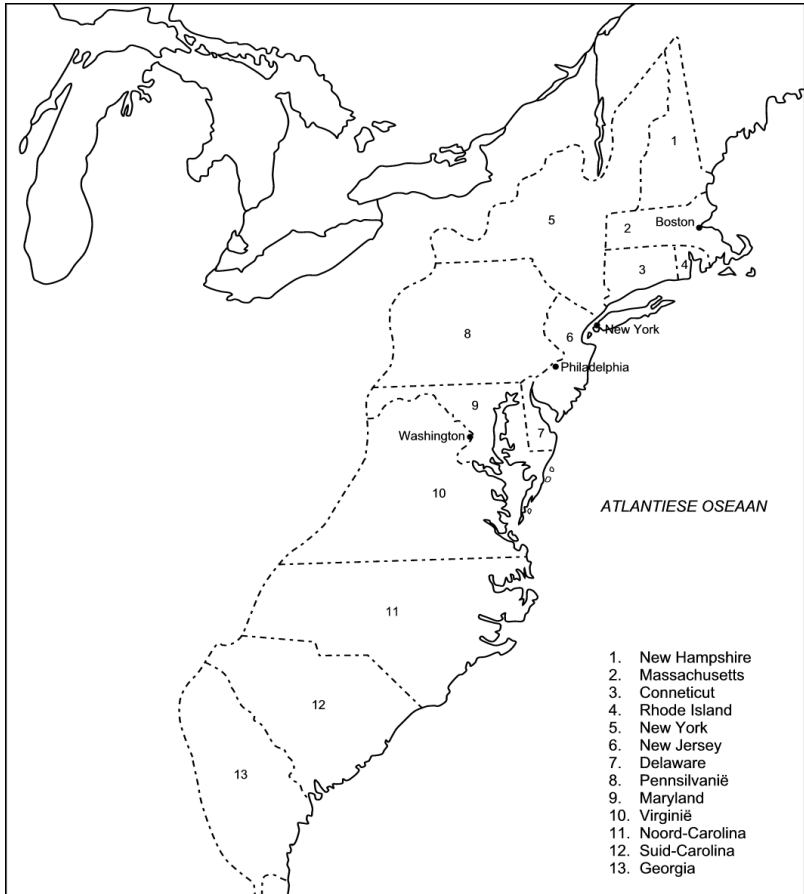 1
Boston
2
5
3
4
8
6
New York
Philadelphia
9
Washington
7
10
ATLANTIESE OSEAAN
11
12
13
1. New Hampshire
2. Massachusetts
3. Conneticut
4. Rhode Island
5. New York
6. New Jersey
7. Delaware
8. Pennsilvanië
9. Maryland
10. Virginië
11. Noord-Carolina
12. Suid-Carolina
13. Georgia